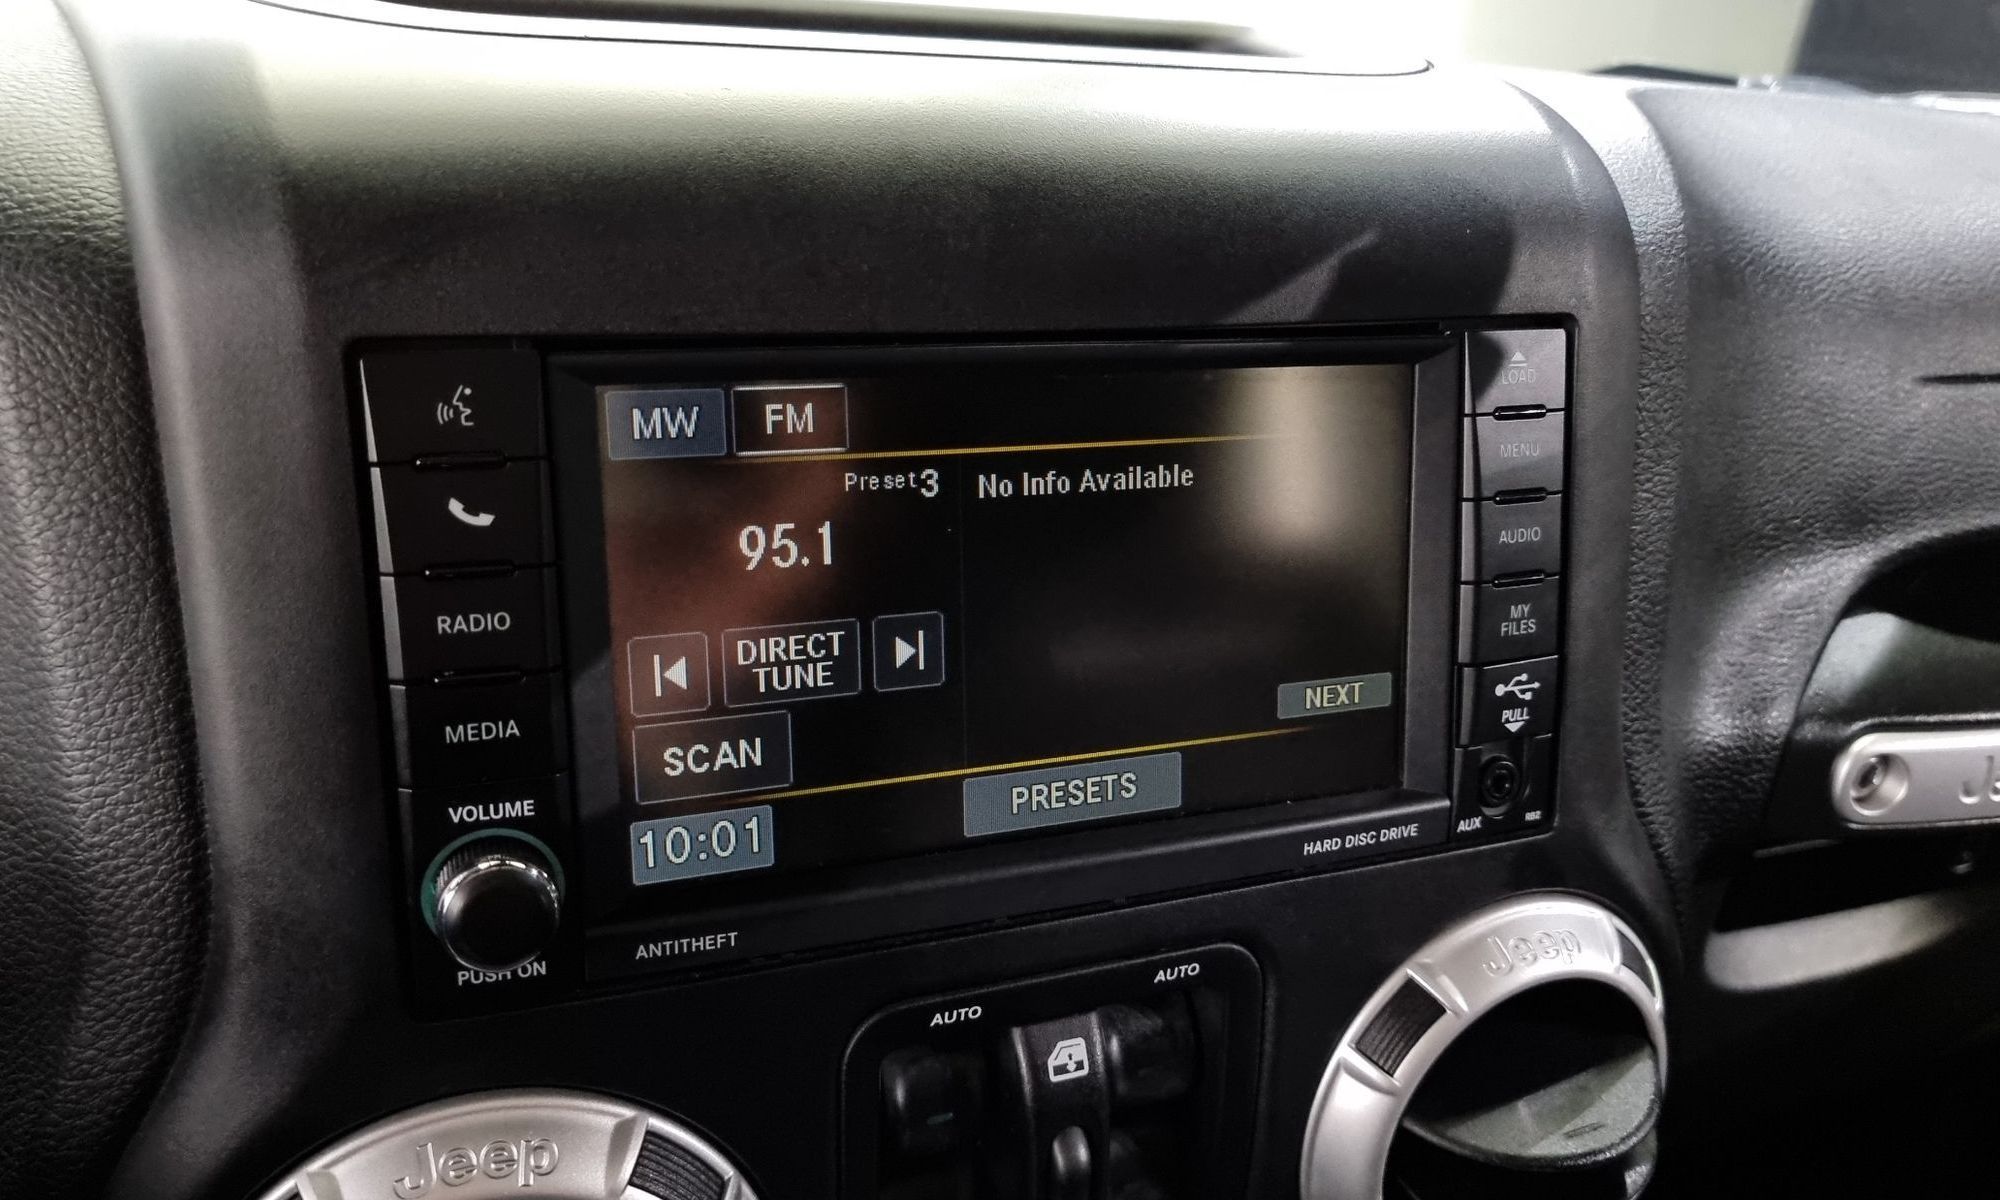 MW
FM
Preset 3
No Info Available
95.1
DIRECT
TUNE
SCAN
NEXT
10:01
PRESETS
RADIO
MEDIA
VOLUME
PUSH ON
LOAD
MENU
AUDIO
MY
FILES
PULL
AUX
RBZ
HARD DISC DRIVE
ANTITHEFT
AUTO
AUTO
Jeep
Jeep